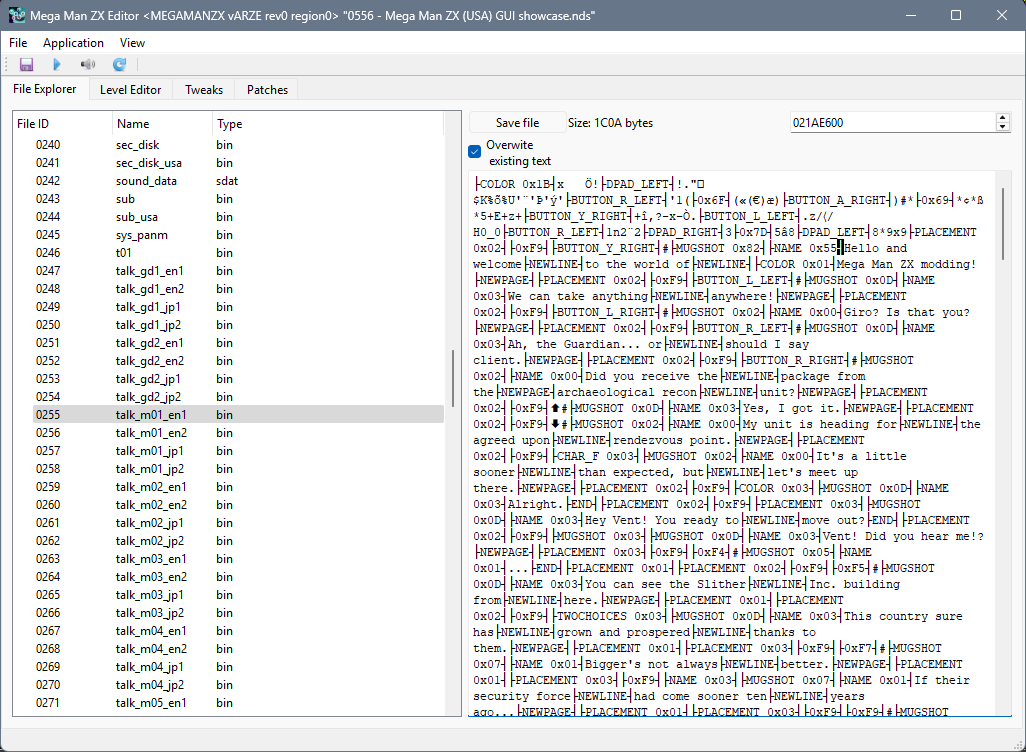 Mega Man ZX Editor <MEGAMANZX vARZE rev0 region0> "0556 - Mega Man ZX (USA) GUI showcase.nds"
File Application View
File Explorer Level Editor Tweaks Patches
File ID Name Type
0240 sec_disk bin
0241 sec_disk_usa bin
0242 sound_data sdat
0243 sub bin
0244 sub_usa bin
0245 sys_panm bin
0246 t01 bin
0247 talk_gd1_en1 bin
0248 talk_gd1_en2 bin
0249 talk_gd1_jp1 bin
0250 talk_gd1_jp2 bin
0251 talk_gd2_en1 bin
0252 talk_gd2_en2 bin
0253 talk_gd2_jp1 bin
0254 talk_gd2_jp2 bin
0255 talk_m01_en1 bin
0256 talk_m01_en2 bin
0257 talk_m01_jp1 bin
0258 talk_m01_jp2 bin
0259 talk_m02_en1 bin
0260 talk_m02_en2 bin
0261 talk_m02_jp1 bin
0262 talk_m02_jp2 bin
0263 talk_m03_en1 bin
0264 talk_m03_en2 bin
0265 talk_m03_jp1 bin
0266 talk_m03_jp2 bin
0267 talk_m04_en1 bin
0268 talk_m04_en2 bin
0269 talk_m04_jp1 bin
0270 talk_m04_jp2 bin
0271 talk_m05_en1 bin
Save file Size: 1C0A bytes 021AE600
Overwite
existing text
├COLOR 0x1B┤x Ö!├DPAD_LEFT┤!."□
├BUTTON_R_LEFT┤'1(├0x6F┤(«(€)æ)├BUTTON_A_RIGHT┤)#*├0x69┤*¢*ß
*5+E+z+├BUTTON_Y_RIGHT┤+î,?-x-Ò.├BUTTON_L_LEFT┤.z/(/
H0_0├BUTTON_R_LEFT┤1n2¨2├DPAD_RIGHT┤3├0x7D┤5â8├DPAD_LEFT┤8*9x9├PLACEMENT
0x02┤├0xF9┤├BUTTON_Y_RIGHT┤#├MUGSHOT 0x82┤├NAME 0x55┤Hello and
welcome├NEWLINE┤to the world of├NEWLINE┤├COLOR 0x01┤Mega Man ZX modding!
├NEWPAGE┤├PLACEMENT 0x02┤├0xF9┤├BUTTON_L_LEFT┤#├MUGSHOT 0x0D┤├NAME
0x03┤We can take anything├NEWLINE┤anywhere!├NEWPAGE┤├PLACEMENT
0x02┤├0xF9┤├BUTTON_L_RIGHT┤#├MUGSHOT 0x02┤├NAME 0x00┤Giro? Is that you?
├NEWPAGE┤├PLACEMENT 0x02┤├0xF9┤├BUTTON_R_LEFT┤#├MUGSHOT 0x0D┤├NAME
0x03┤Ah, the Guardian... or├NEWLINE┤should I say
client.├NEWPAGE┤├PLACEMENT 0x02┤├0xF9┤├BUTTON_R_RIGHT┤#├MUGSHOT
0x02┤├NAME 0x00┤Did you receive the├NEWLINE┤package from
the├NEWPAGE┤archaeological recon├NEWLINE┤unit?├NEWPAGE┤├PLACEMENT
0x02┤├0xF9┤⬆#├MUGSHOT 0x0D┤├NAME 0x03┤Yes, I got it.├NEWPAGE┤├PLACEMENT
0x02┤├0xF9┤⬇#├MUGSHOT 0x02┤├NAME 0x00┤My unit is heading for├NEWLINE┤the
agreed upon├NEWLINE┤rendezvous point.├NEWPAGE┤├PLACEMENT
0x02┤├0xF9┤├CHAR_F 0x03┤├MUGSHOT 0x02┤├NAME 0x00┤It's a little
sooner├NEWLINE┤than expected, but├NEWLINE┤let's meet up
there.├NEWPAGE┤├PLACEMENT 0x02┤├0xF9┤├COLOR 0x03┤├MUGSHOT 0x0D┤├NAME
0x03┤Alright.├END┤├PLACEMENT 0x02┤├0xF9┤├PLACEMENT 0x03┤├MUGSHOT
0x0D┤├NAME 0x03┤Hey Vent! You ready to├NEWLINE┤move out?├END┤├PLACEMENT
0x02┤├0xF9┤├MUGSHOT 0x03┤├MUGSHOT 0x0D┤├NAME 0x03┤Vent! Did you hear me!?
├NEWPAGE┤├PLACEMENT 0x03┤├0xF9┤├0xF4┤#├MUGSHOT 0x05┤├NAME
0x01┤...├END┤├PLACEMENT 0x01┤├PLACEMENT 0x02┤├0xF9┤├0xF5┤#├MUGSHOT
0x0D┤├NAME 0x03┤You can see the Slither├NEWLINE┤Inc. building
from├NEWLINE┤here.├NEWPAGE┤├PLACEMENT 0x01┤├PLACEMENT
0x02┤├0xF9┤├TWOCHOICES 0x03┤├MUGSHOT 0x0D┤├NAME 0x03┤This country sure
has├NEWLINE┤grown and prospered├NEWLINE┤thanks to
them.├NEWPAGE┤├PLACEMENT 0x01┤├PLACEMENT 0x03┤├0xF9┤├0xF7┤#├MUGSHOT
0x07┤├NAME 0x01┤Bigger's not always├NEWLINE┤better.├NEWPAGE┤├PLACEMENT
0x01┤├PLACEMENT 0x03┤├0xF9┤├NAME 0x03┤├MUGSHOT 0x07┤├NAME 0x01┤If their
security force├NEWLINE┤had come sooner ten├NEWLINE┤years
ago...├NEWPAGE┤├PLACEMENT 0x01┤├PLACEMENT 0x03┤├0xF9┤├0xF9┤#├MUGSHOT